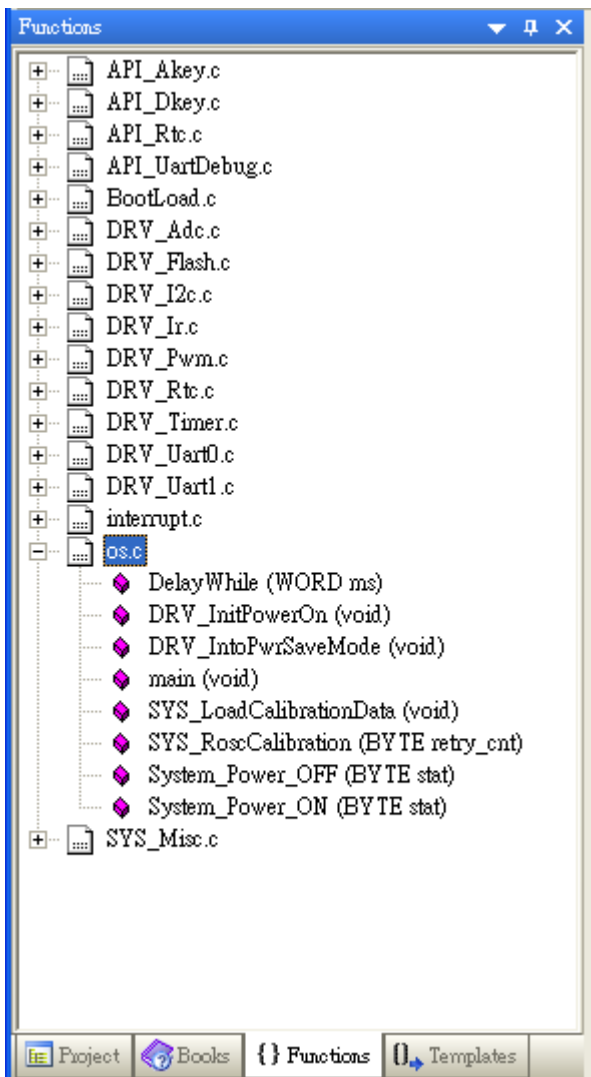 Functions
API_Akey.c
API_Dkey.c
API_Rtc.c
API_UartDebug.c
BootLoad.c
DRV_Adc.c
DRV_Flash.c
DRV_I2c.c
DRV_Ir.c
DRV_Pwm.c
DRV_Rtc.c
DRV_Timer.c
DRV_Uart0.c
DRV_Uart1.c
interrupt.c
os.c
DelayWhile (WORD ms)
DRV_InitPowerOn (void)
DRV_IntoPwrSaveMode (void)
main (void)
SYS_LoadCalibrationData (void)
SYS_RoscCalibration (BYTE retry_cnt)
System_Power_OFF (BYTE stat)
System_Power_ON (BYTE stat)
SYS_Misc.c
Project Books {} Functions Templates